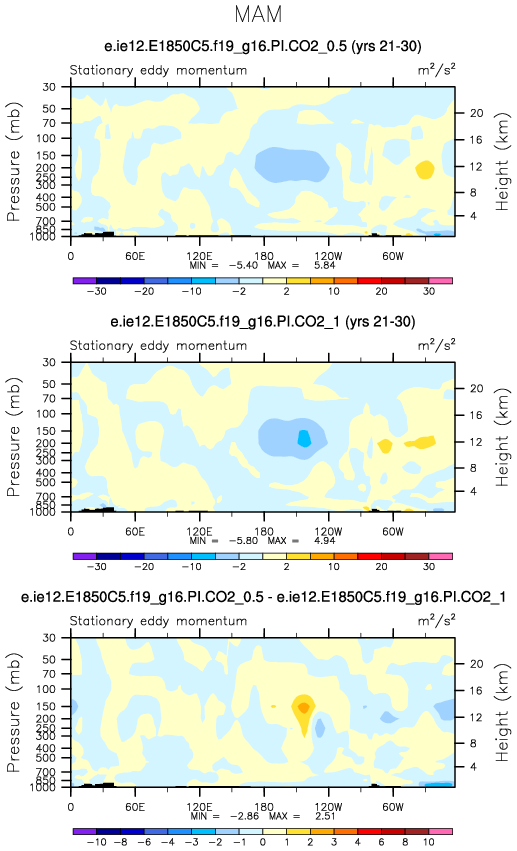 MAM
e.ie12.E1850C5.f19_g16.PI.CO2_0.5 (yrs 21-30)
Stationary eddy momentum m²/s²
Pressure (mb)
30
50
70
100
150
200
250
300
500
700
850
1000
20
16
12
8
4
Height (km)
0 60E 120E 180 120W 60W
MIN = −5.40 MAX = 5.84
−30 −20 −10 −2 2 10 20 30
e.ie12.E1850C5.f19_g16.PI.CO2_1 (yrs 21-30)
Stationary eddy momentum m²/s²
Pressure (mb)
30
50
70
100
150
200
250
300
500
700
850
1000
20
16
12
8
4
Height (km)
0 60E 120E 180 120W 60W
MIN = −5.80 MAX = 4.94
−30 −20 −10 −2 2 10 20 30
e.ie12.E1850C5.f19_g16.PI.CO2_0.5 - e.ie12.E1850C5.f19_g16.PI.CO2_1
Stationary eddy momentum m²/s²
Pressure (mb)
30
50
70
100
150
200
250
300
500
700
850
1000
20
16
12
8
4
Height (km)
0 60E 120E 180 120W 60W
MIN = −2.86 MAX = 2.51
−10 −8 −6 −4 −3 −2 −1 0 1 2 3 4 6 8 10